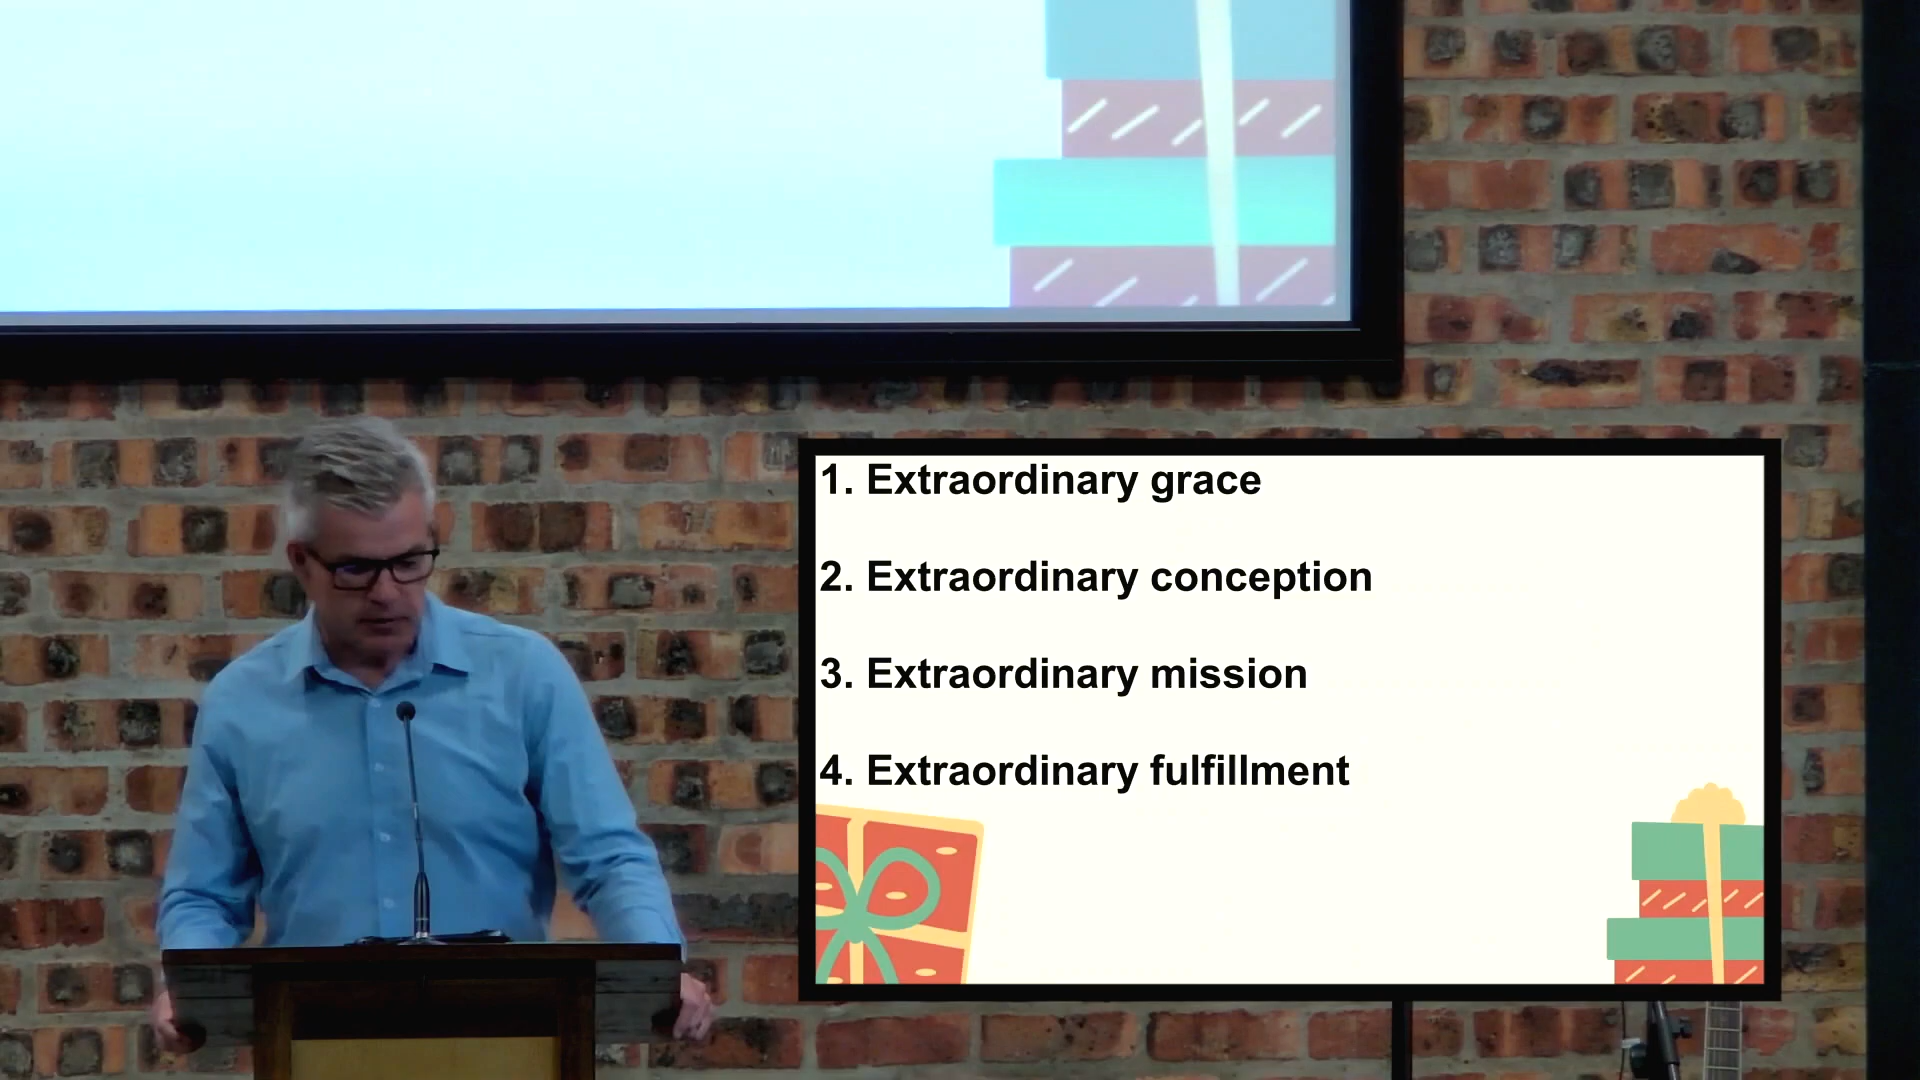 1. Extraordinary grace
2. Extraordinary conception
3. Extraordinary mission
4. Extraordinary fulfillment